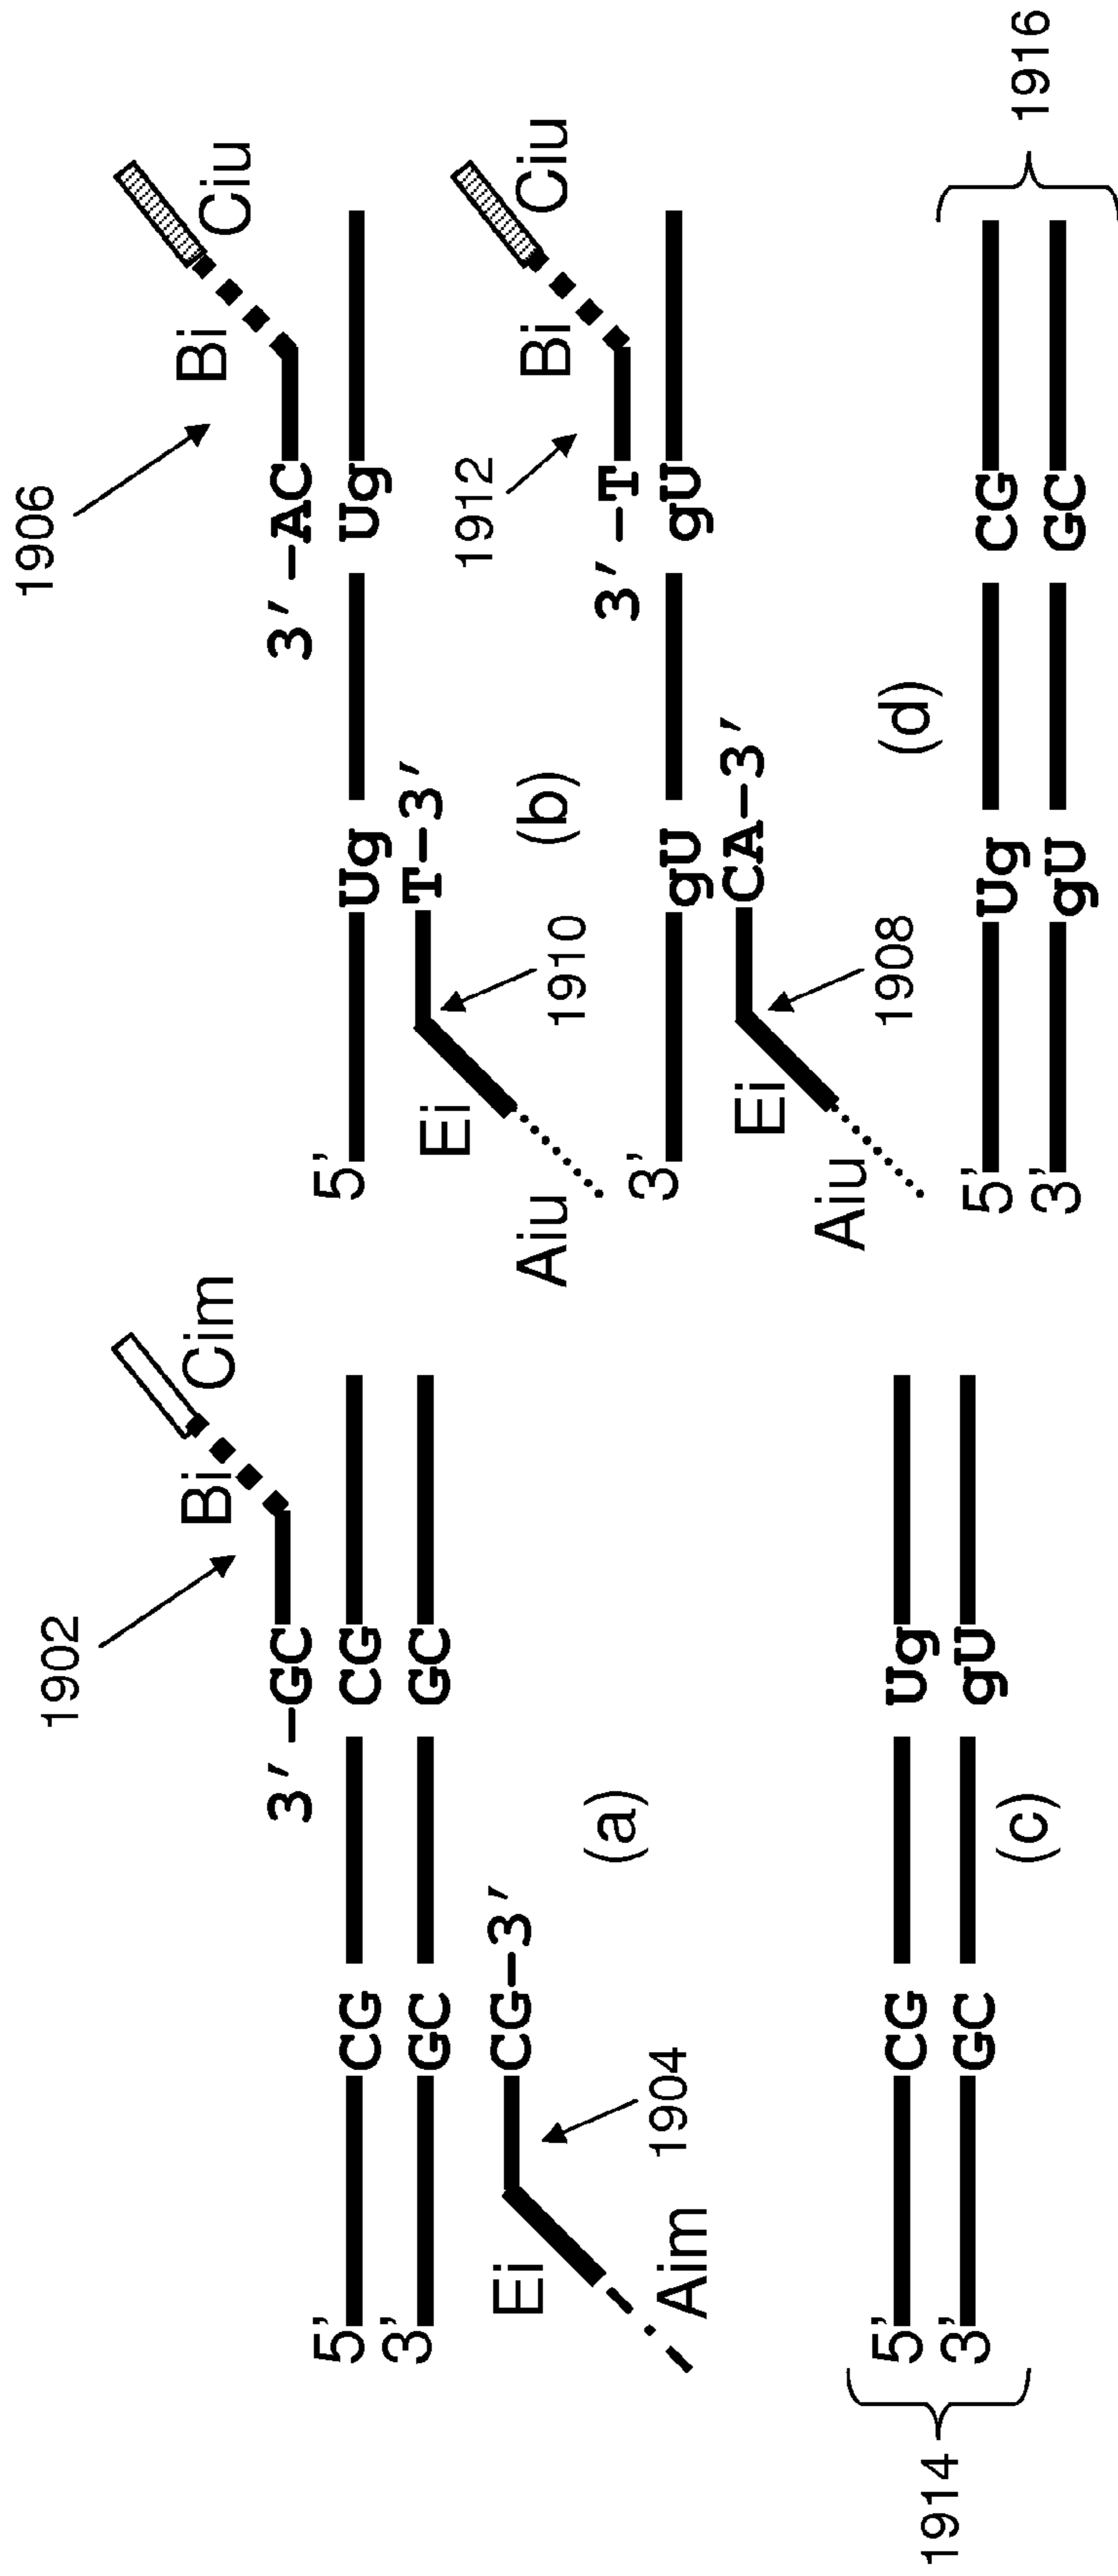 1902
Bi
Cim
3'-GC
5' CG CG
3' GC GC
CG-3'
Ei
1904
Aim
(a)
1906
Bi
Ciu
3'-AC
5' Ug Ug
T-3'
Ei
1910
Aiu
(b)
1912
Bi
Ciu
3'-T
3' gU gU
CA-3'
Ei
1908
Aiu
1914
5' CG Ug
3' GC gU
(c)
(d)
5' Ug CG
3' gU GC
1916